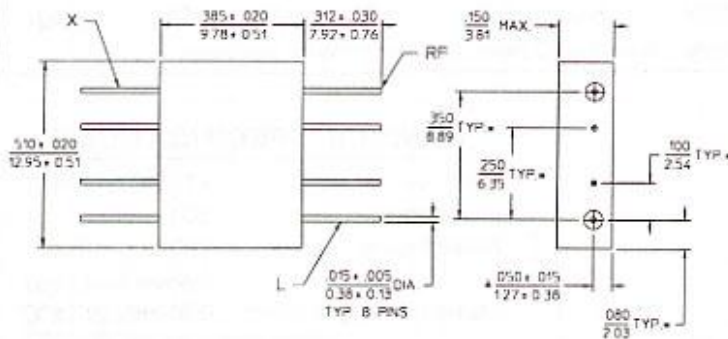 X
.385 ± .020
9.78 ± 0.51
.312 ± .030
7.92 ± 0.76
RF
.150
3.81
MAX.
.510 ± .020
12.95 ± 0.51
.350
8.89
TYP.*
.250
6.35
TYP.*
.100
2.54
TYP.*
L
.015 ± .005
0.38 ± 0.13
DIA
TYP 8 PINS
* .050 ± .015
1.27 ± 0.38
.080
2.03
TYP.*